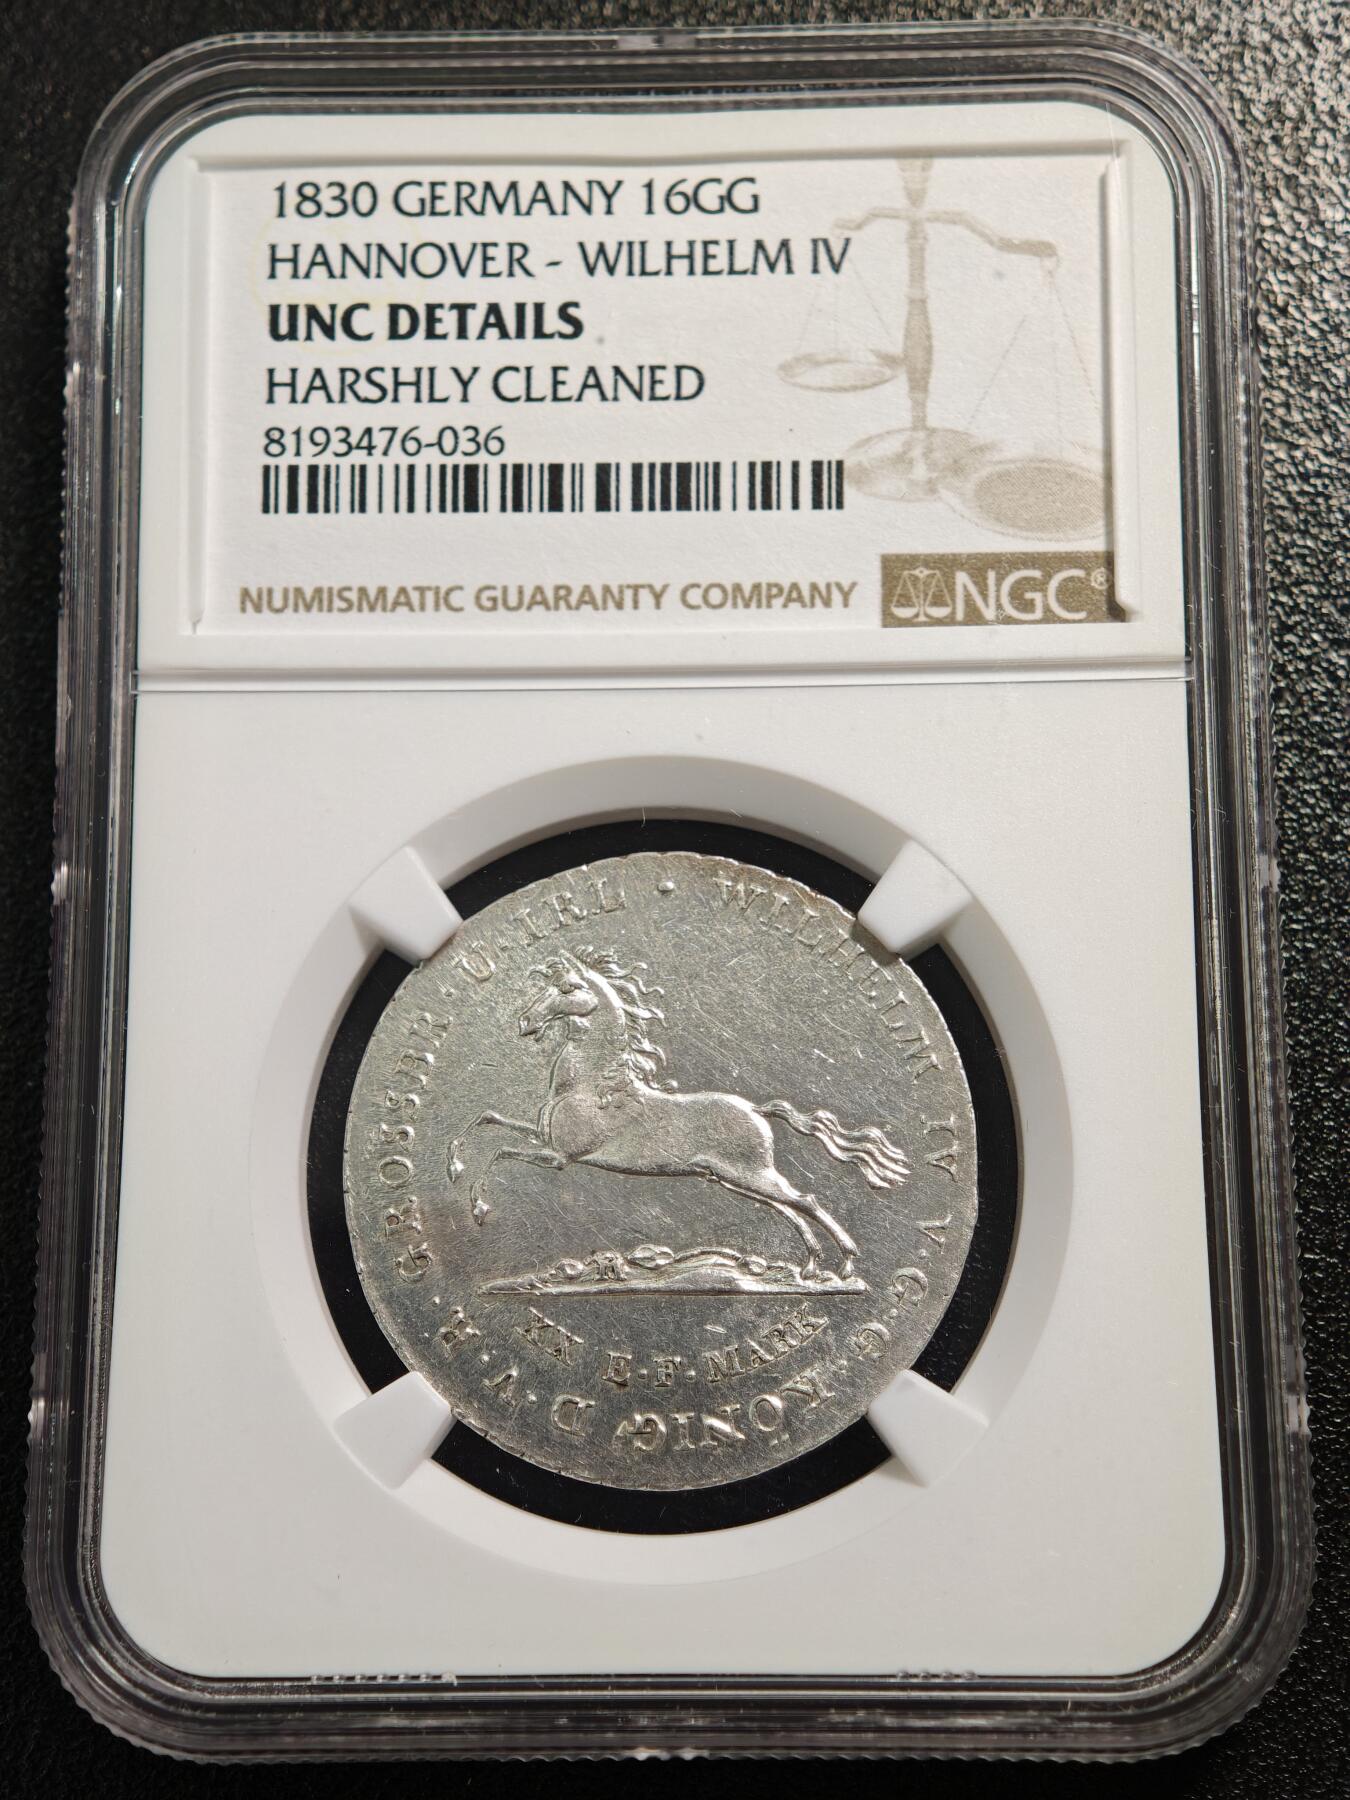 1830 GERMANY 16GG
HANNOVER - WILHELM IV
UNC DETAILS
HARSHLY CLEANED
8193476-036
NUMISMATIC GUARANTY COMPANY
NGC®
WILHELM IV V. G. G. KÖNIG D. V. R. GROSSBR. U. IRL •
H
XX E. F. MARK